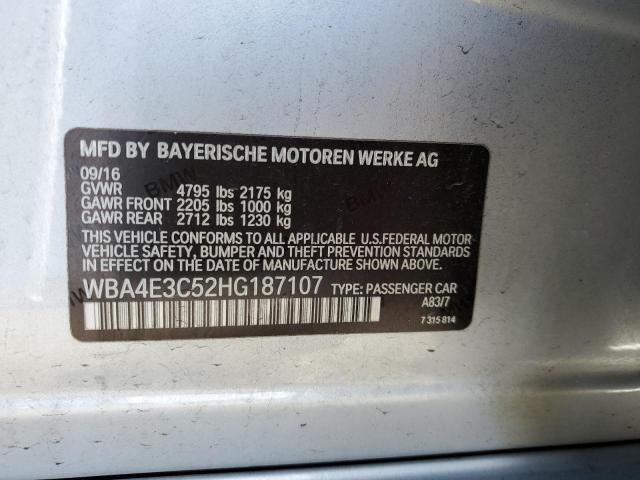 MFD BY BAYERISCHE MOTOREN WERKE AG
09/16
GVWR 4795 lbs 2175 kg
GAWR FRONT 2205 lbs 1000 kg
GAWR REAR 2712 lbs 1230 kg
THIS VEHICLE CONFORMS TO ALL APPLICABLE U.S.FEDERAL MOTOR
VEHICLE SAFETY, BUMPER AND THEFT PREVENTION STANDARDS
IN EFFECT ON THE DATE OF MANUFACTURE SHOWN ABOVE.
WBA4E3C52HG187107 TYPE: PASSENGER CAR
A83/7
7 315 814